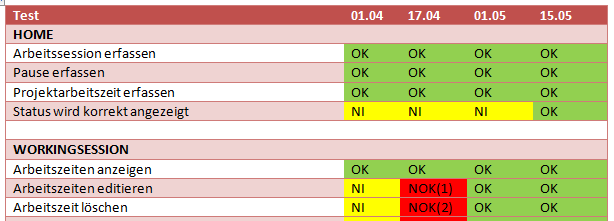 Test 01.04 17.04 01.05 15.05
HOME
Arbeitssession erfassen OK OK OK OK
Pause erfassen OK OK OK OK
Projektarbeitszeit erfassen OK OK OK OK
Status wird korrekt angezeigt NI NI NI OK
WORKINGSESSION
Arbeitszeiten anzeigen OK OK OK OK
Arbeitszeiten editieren NI NOK(1) OK OK
Arbeitszeit löschen NI NOK(2) OK OK